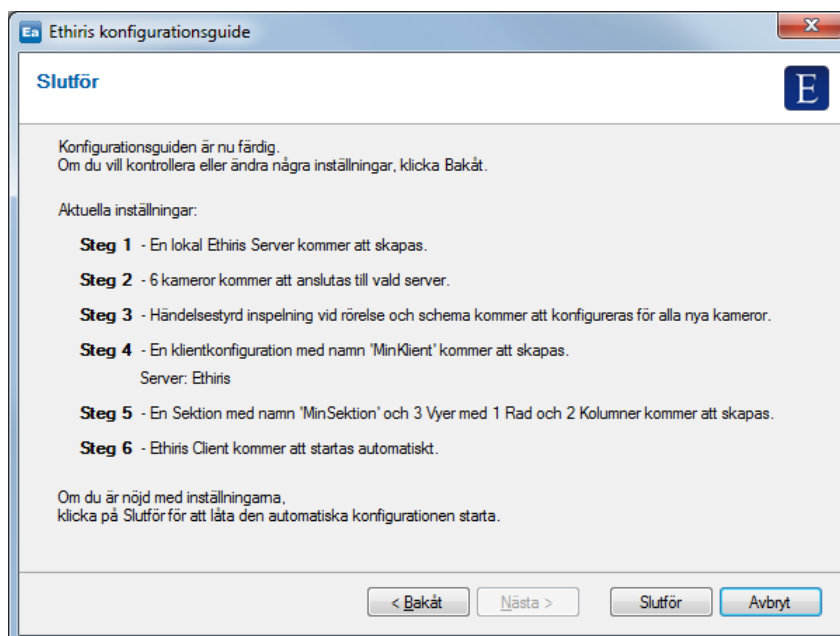 Ea Ethiris konfigurationsguide
x
Slutför
E
Konfigurationsguiden är nu färdig.
Om du vill kontrollera eller ändra några inställningar, klicka Bakåt.
Aktuella inställningar:
Steg 1 - En lokal Ethiris Server kommer att skapas.
Steg 2 - 6 kameror kommer att anslutas till vald server.
Steg 3 - Händelsestyrd inspelning vid rörelse och schema kommer att konfigureras för alla nya kameror.
Steg 4 - En klientkonfiguration med namn 'MinKlient' kommer att skapas.
Server: Ethiris
Steg 5 - En Sektion med namn 'MinSektion' och 3 Vyer med 1 Rad och 2 Kolumner kommer att skapas.
Steg 6 - Ethiris Client kommer att startas automatiskt.
Om du är nöjd med inställningarna,
klicka på Slutför för att låta den automatiska konfigurationen starta.
< Bakåt Nästa > Slutför Avbryt